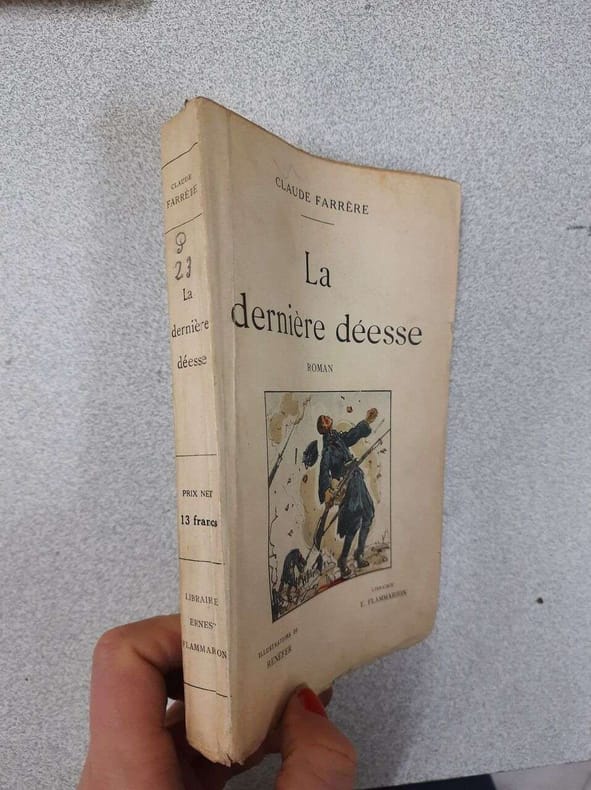 CLAUDE
FARRÈRE
P
23
La
dernière
déesse
PRIX NET
13 francs
LIBRAIRIE
ERNEST
FLAMMARION
CLAUDE FARRÈRE
La
dernière déesse
ROMAN
ILLUSTRATIONS DE
RENEFER
LIBRAIRIE
E. FLAMMARION